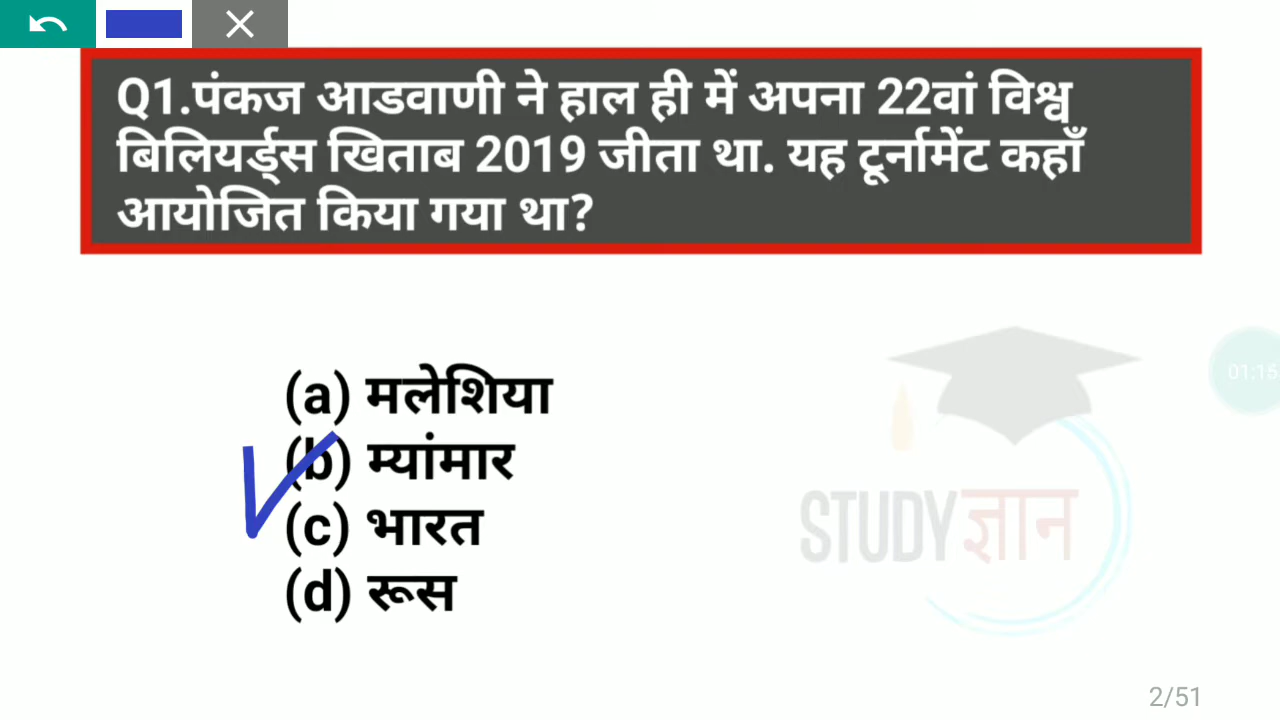 Q1.पंकज आडवाणी ने हाल ही में अपना 22वां विश्व
बिलियर्ड्स खिताब 2019 जीता था. यह टूर्नामेंट कहाँ
आयोजित किया गया था?
(a) मलेशिया
(b) म्यांमार
(c) भारत
(d) रूस
01:15
STUDYज्ञान
2/51